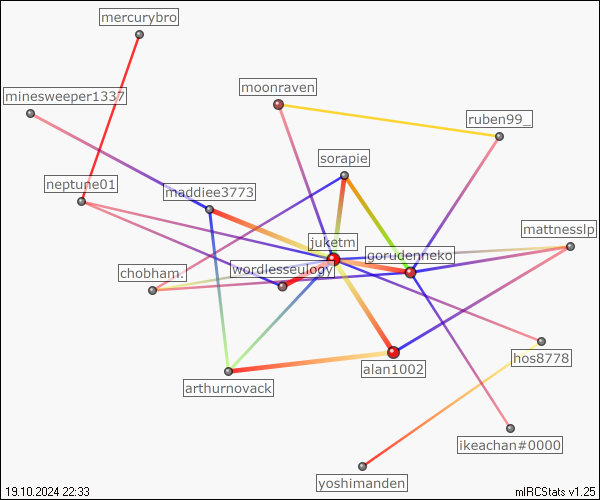 mercurybro
moonraven
minesweeper1337
ruben99_
sorapie
neptune01
maddiee3773
mattnesslp
juketm
gorudenneko
chobham.
wordlesseulogy
hos8778
alan1002
arthurnovack
ikeachan#0000
yoshimanden
19.10.2024 22:33
mIRCStats v1.25